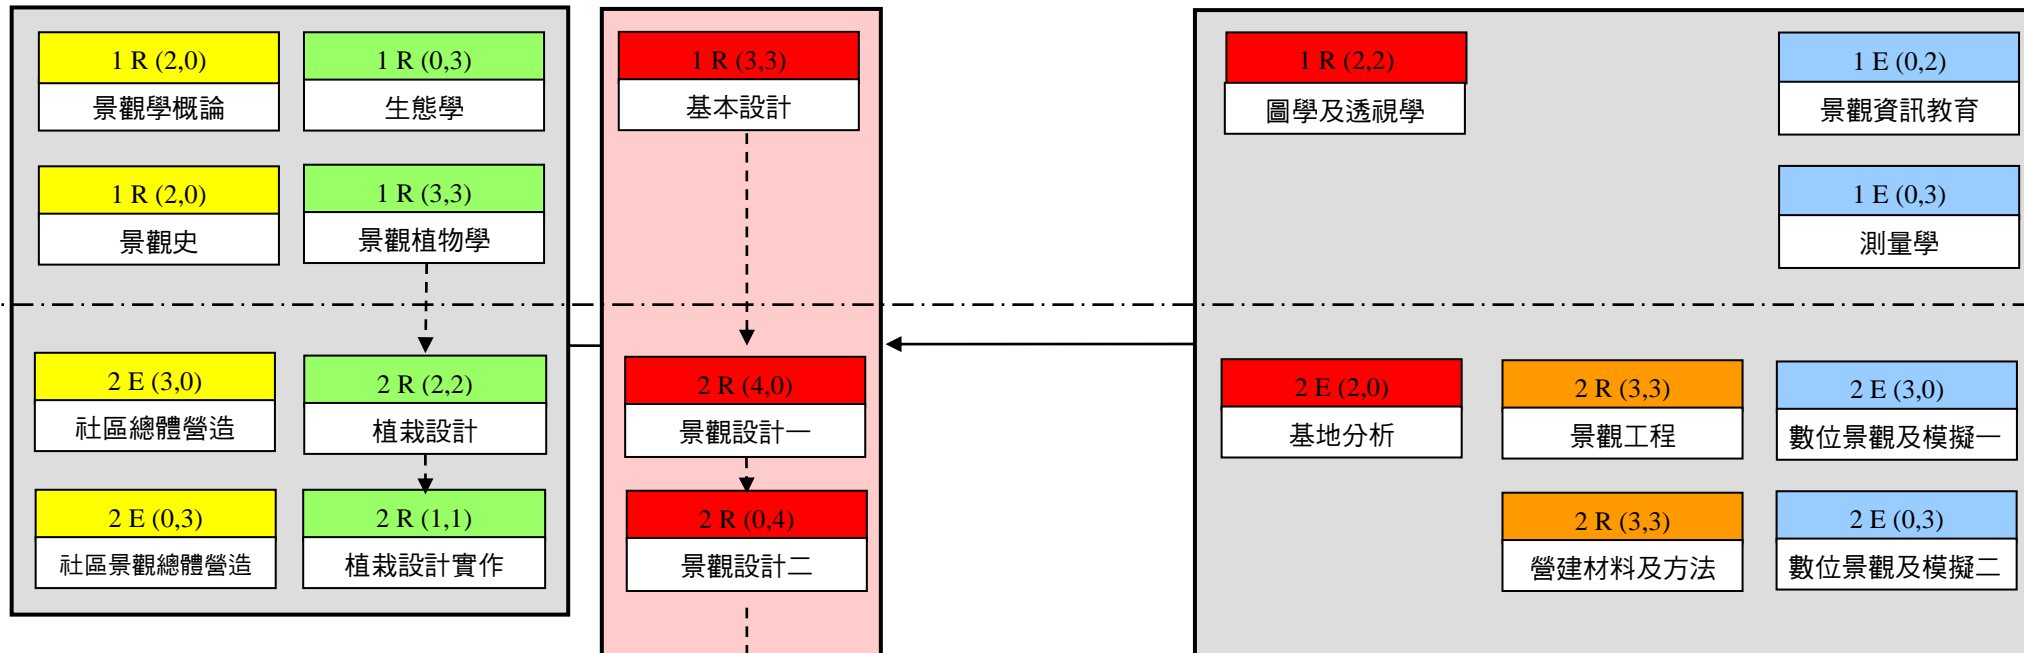 1 R (2,0)
景觀學概論
1 R (0,3)
生態學
1 R (3,3)
基本設計
1 R (2,2)
圖學及透視學
1 E (0,2)
景觀資訊教育
1 R (2,0)
景觀史
1 R (3,3)
景觀植物學
1 E (0,3)
測量學
2 E (3,0)
社區總體營造
2 R (2,2)
植栽設計
2 R (4,0)
景觀設計一
2 E (2,0)
基地分析
2 R (3,3)
景觀工程
2 E (3,0)
數位景觀及模擬一
2 E (0,3)
社區景觀總體營造
2 R (1,1)
植栽設計實作
2 R (0,4)
景觀設計二
2 R (3,3)
營建材料及方法
2 E (0,3)
數位景觀及模擬二